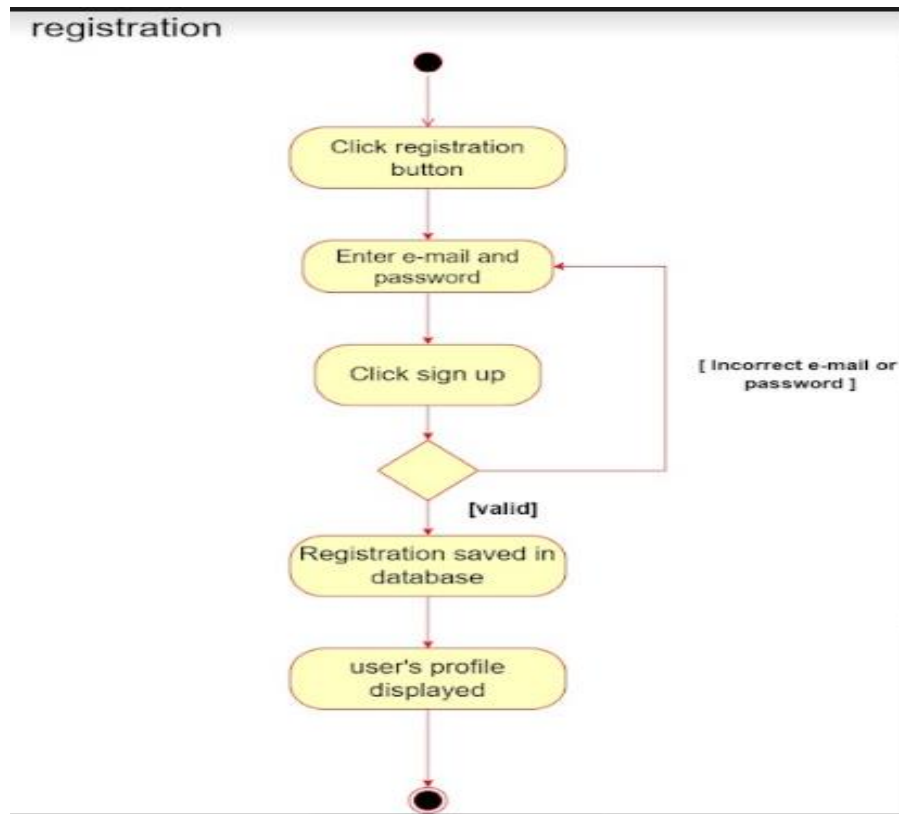 registration
Click registration
button
Enter e-mail and
password
Click sign up
[ Incorrect e-mail or
password ]
[valid]
Registration saved in
database
user's profile
displayed